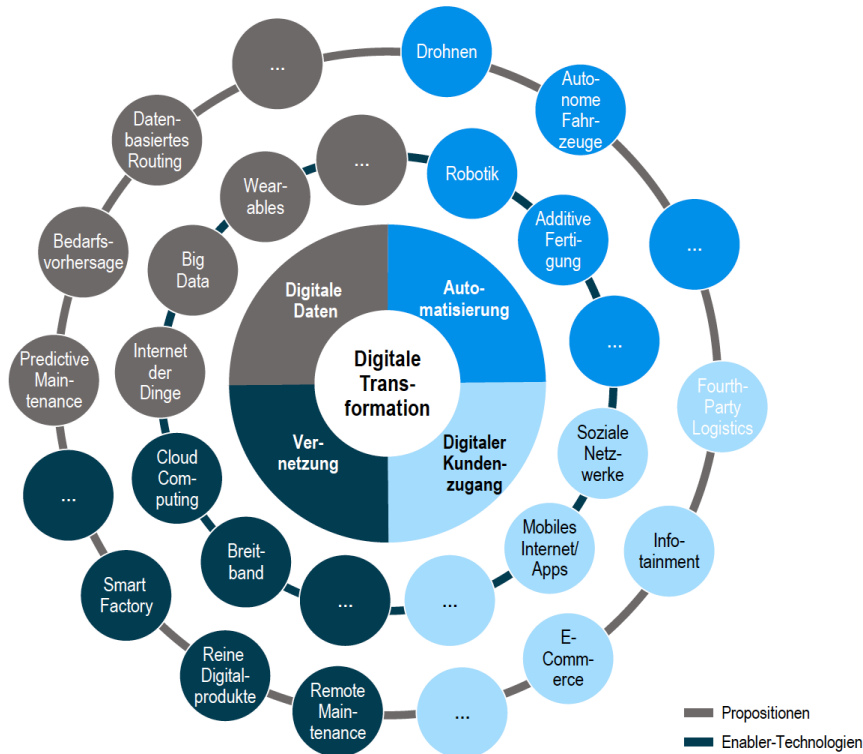 ...
Drohnen
Auto-
nome
Fahr-
zeuge
Daten-
basiertes
Routing
...
Robotik
Wear-
ables
Additive
Ferti-
gung
...
Bedarfs-
vorhersage
Big
Data
Digitale
Daten
Auto-
matisierung
...
Predictive
Main-
tenance
Internet
der
Dinge
Digitale
Trans-
formation
Fourth-
Party
Logistics
Ver-
netzung
Digitaler
Kunden-
zugang
Soziale
Netz-
werke
...
Cloud
Com-
puting
Breit-
band
...
...
Mobiles
Internet/
Apps
Info-
tainment
Smart
Factory
Reine
Digital-
produkte
Remote
Main-
tenance
...
E-
Comm-
erce
Propositionen
Enabler-Technologien